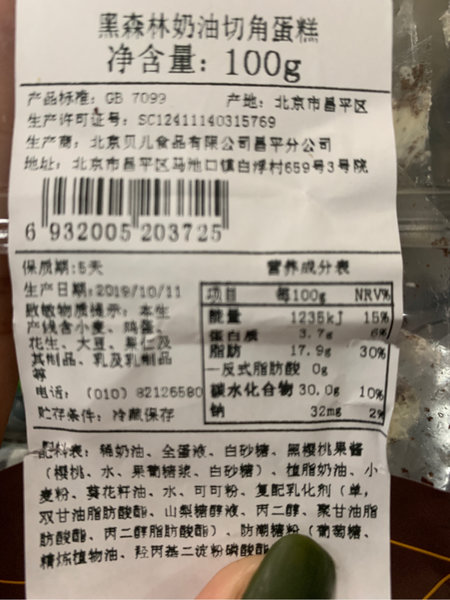 黑森林奶油切角蛋糕
净含量: 100g
产品标准: GB 7099 产地: 北京市昌平区
生产许可证号: SC12411140315769
生产商: 北京贝儿食品有限公司昌平分公司
地址: 北京市昌平区马池口镇白浮村659号3号院
6 932005 203725
保质期:5天
生产日期:2019/10/11
致敏物质提示: 本生
产线含小麦、鸡蛋、
花生、大豆、果仁及
其制品、乳及乳制品
等
电话: (010) 82126580
贮存条件: 冷藏保存
营养成分表
项目 每100g NRV%
能量 1235kJ 15%
蛋白质 3.7g 6%
脂肪 17.9g 30%
—反式脂肪酸 0g
碳水化合物 30.0g 10%
钠 32mg 2%
配料表: 稀奶油、全蛋液、白砂糖、黑樱桃果酱
(樱桃、水、果葡糖浆、白砂糖)、植脂奶油、小
麦粉、葵花籽油、水、可可粉、复配乳化剂(单,
双甘油脂肪酸酯、山梨糖醇液、丙二醇、聚甘油脂
肪酸酯、丙二醇脂肪酸酯)、防潮糖粉(葡萄糖、
精炼植物油、羟丙基二淀粉磷酸酯